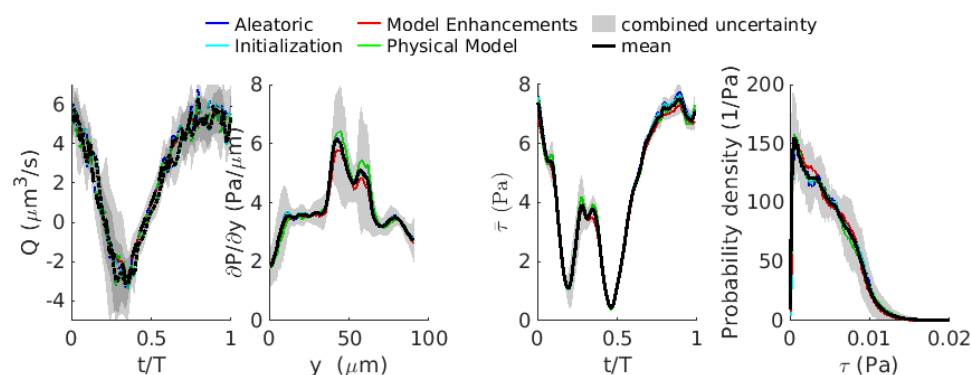 Aleatoric
Model Enhancements
combined uncertainty
Initialization
Physical Model
mean
Q (μm³/s)
6
4
2
0
-2
-4
0
0.5
1
t/T
∂P/∂y (Pa/μm)
8
6
4
2
0
0
50
100
y (μm)
τ̄ (Pa)
8
6
4
2
0
0
0.5
1
t/T
Probability density (1/Pa)
200
150
100
50
0
0
0.01
0.02
τ (Pa)